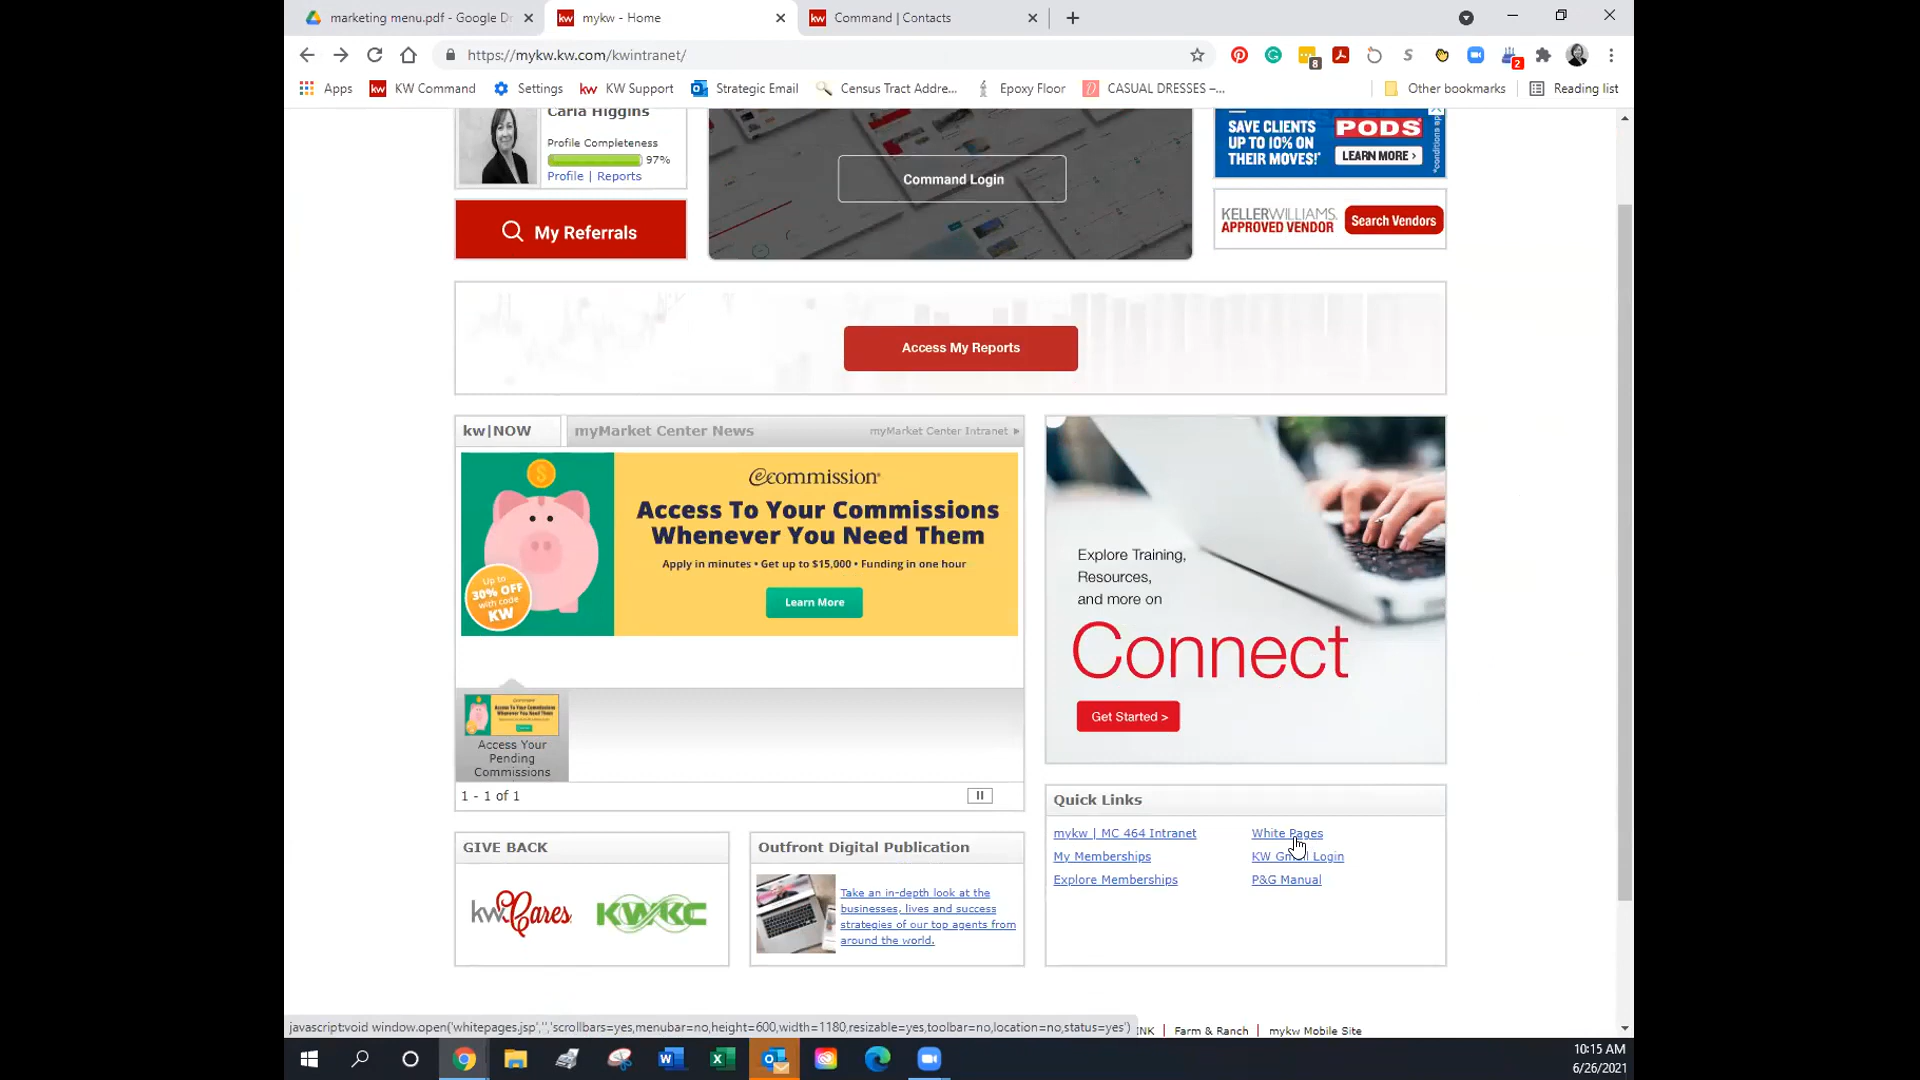 marketing menu.pdf - Google Dr
mykw - Home
Command | Contacts
https://mykw.kw.com/kwintranet/
8
2
Apps
kw
KW Command
Settings
kw
KW Support
Strategic Email
Census Tract Addre...
Epoxy Floor
CASUAL DRESSES –...
Other bookmarks
Reading list
Carla Higgins
Profile Completeness
97%
Profile | Reports
My Referrals
Command Login
SAVE CLIENTS
UP TO 10% ON
THEIR MOVES!*
PODS
LEARN MORE >
KELLERWILLIAMS.
APPROVED VENDOR
Search Vendors
Access My Reports
kw|NOW
myMarket Center News
myMarket Center Intranet
ecommission
Access To Your Commissions
Whenever You Need Them
Apply in minutes • Get up to $15,000 • Funding in one hour
Learn More
Up to
30% OFF
with code
KW
Access Your
Pending
Commissions
1 - 1 of 1
Explore Training,
Resources,
and more on
Connect
Get Started >
GIVE BACK
kwCares
KWKC
Outfront Digital Publication
Take an in-depth look at the
businesses, lives and success
strategies of our top agents from
around the world.
Quick Links
mykw | MC 464 Intranet
My Memberships
Explore Memberships
White Pages
KW Gmail Login
P&G Manual
javascript:void window.open('whitepages.jsp','','scrollbars=yes,menubar=no,height=600,width=1180,resizable=yes,toolbar=no,location=no,status=yes')
INK | Farm & Ranch | mykw Mobile Site
10:15 AM
6/26/2021